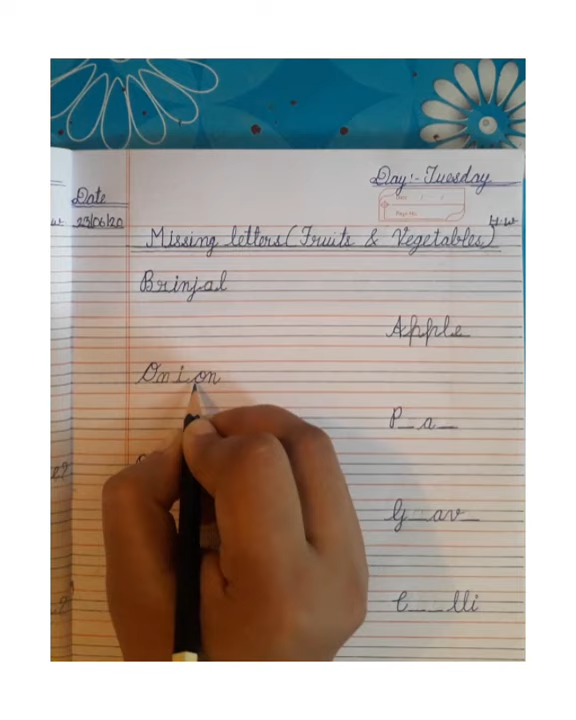 Day:- Tuesday
Date
23/06/20
H.W
Missing letters (Fruits & Vegetables)
Brinjal
Apple
Onion
P_a_
G_av_
C__lli